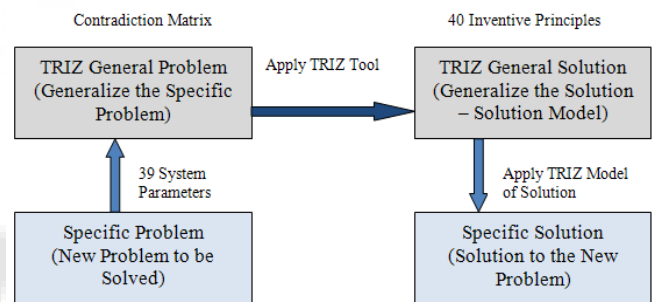 Contradiction Matrix
40 Inventive Principles
TRIZ General Problem
(Generalize the Specific
Problem)
Apply TRIZ Tool
TRIZ General Solution
(Generalize the Solution
– Solution Model)
39 System
Parameters
Apply TRIZ Model
of Solution
Specific Problem
(New Problem to be
Solved)
Specific Solution
(Solution to the New
Problem)